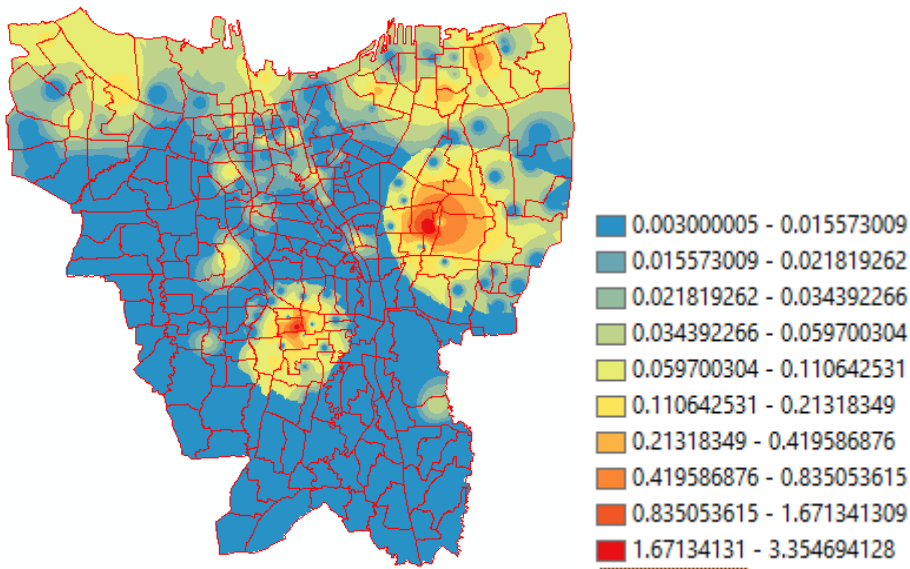 0.003000005 - 0.015573009
0.015573009 - 0.021819262
0.021819262 - 0.034392266
0.034392266 - 0.059700304
0.059700304 - 0.110642531
0.110642531 - 0.21318349
0.21318349 - 0.419586876
0.419586876 - 0.835053615
0.835053615 - 1.671341309
1.67134131 - 3.354694128